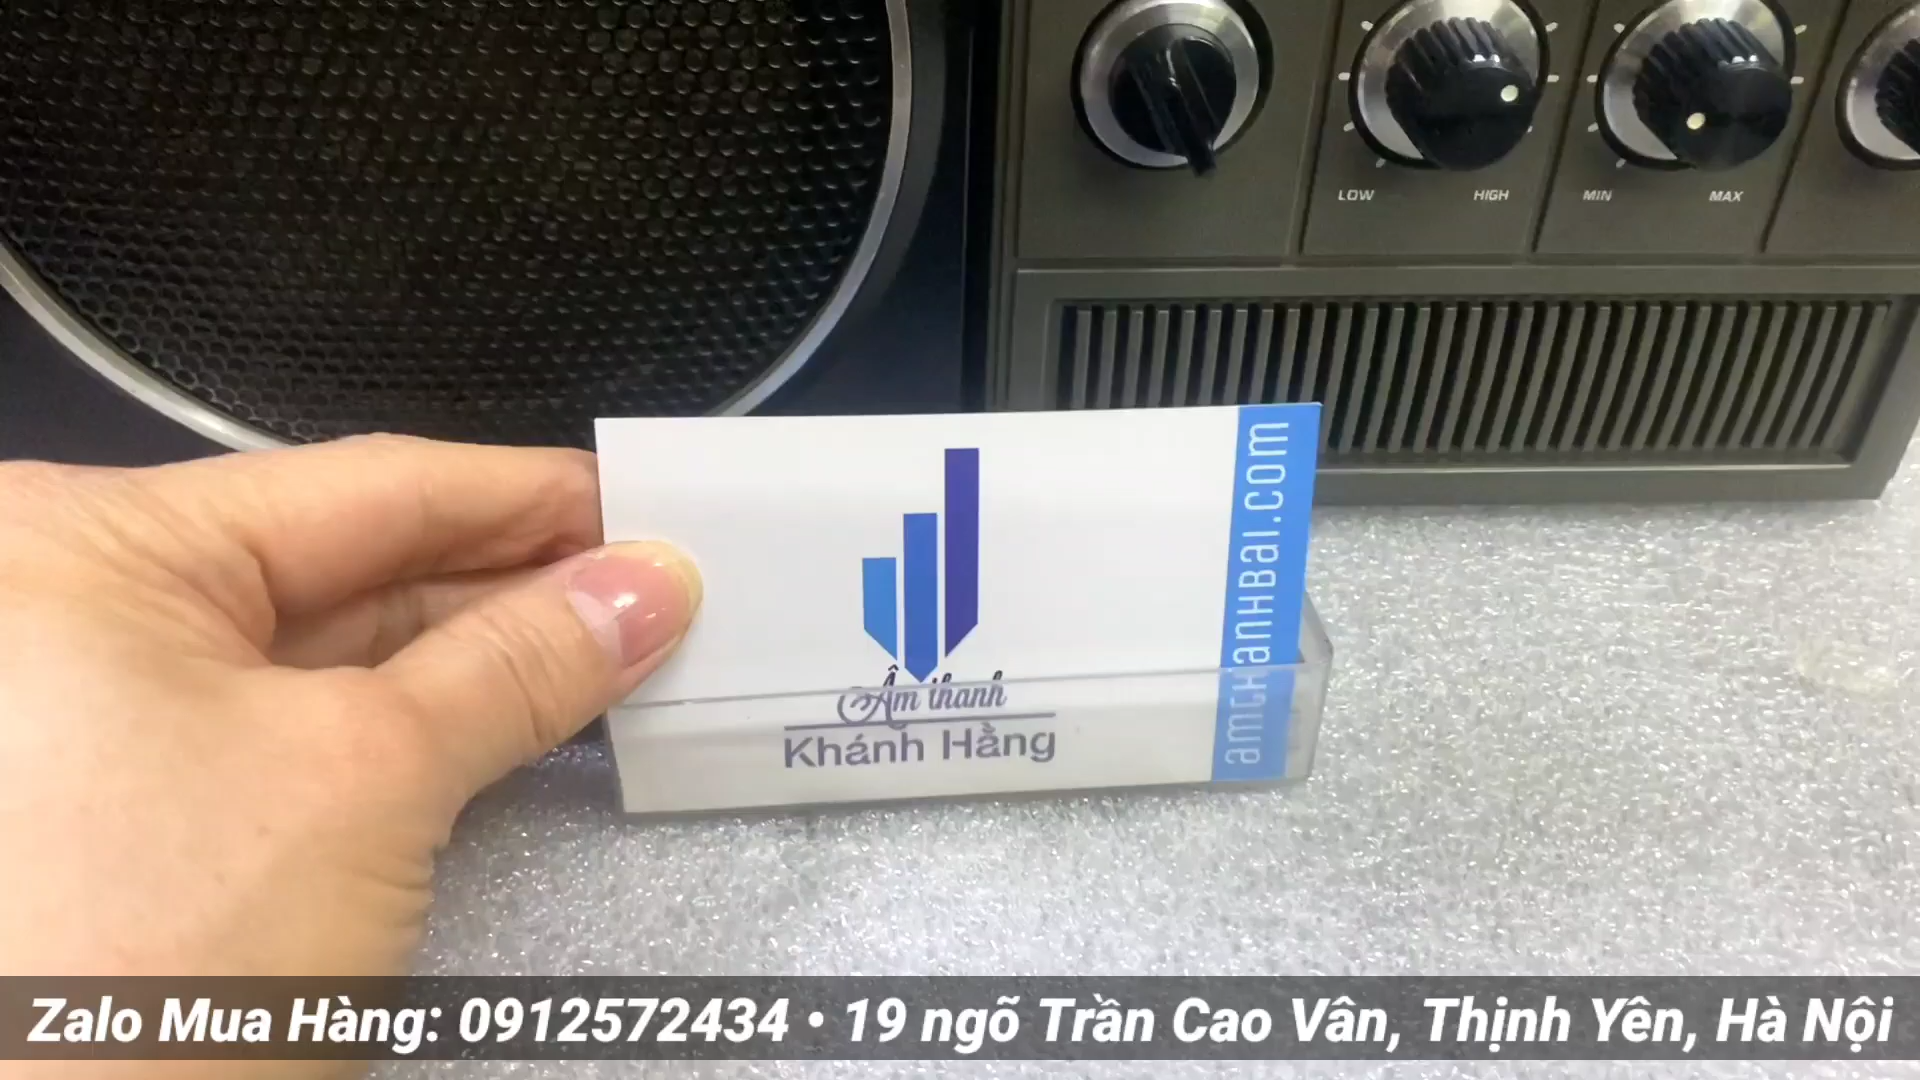 LOW HIGH MIN MAX
Âm thanh
Khánh Hằng
amthanhbai.com
Zalo Mua Hàng: 0912572434 • 19 ngõ Trần Cao Vân, Thịnh Yên, Hà Nội